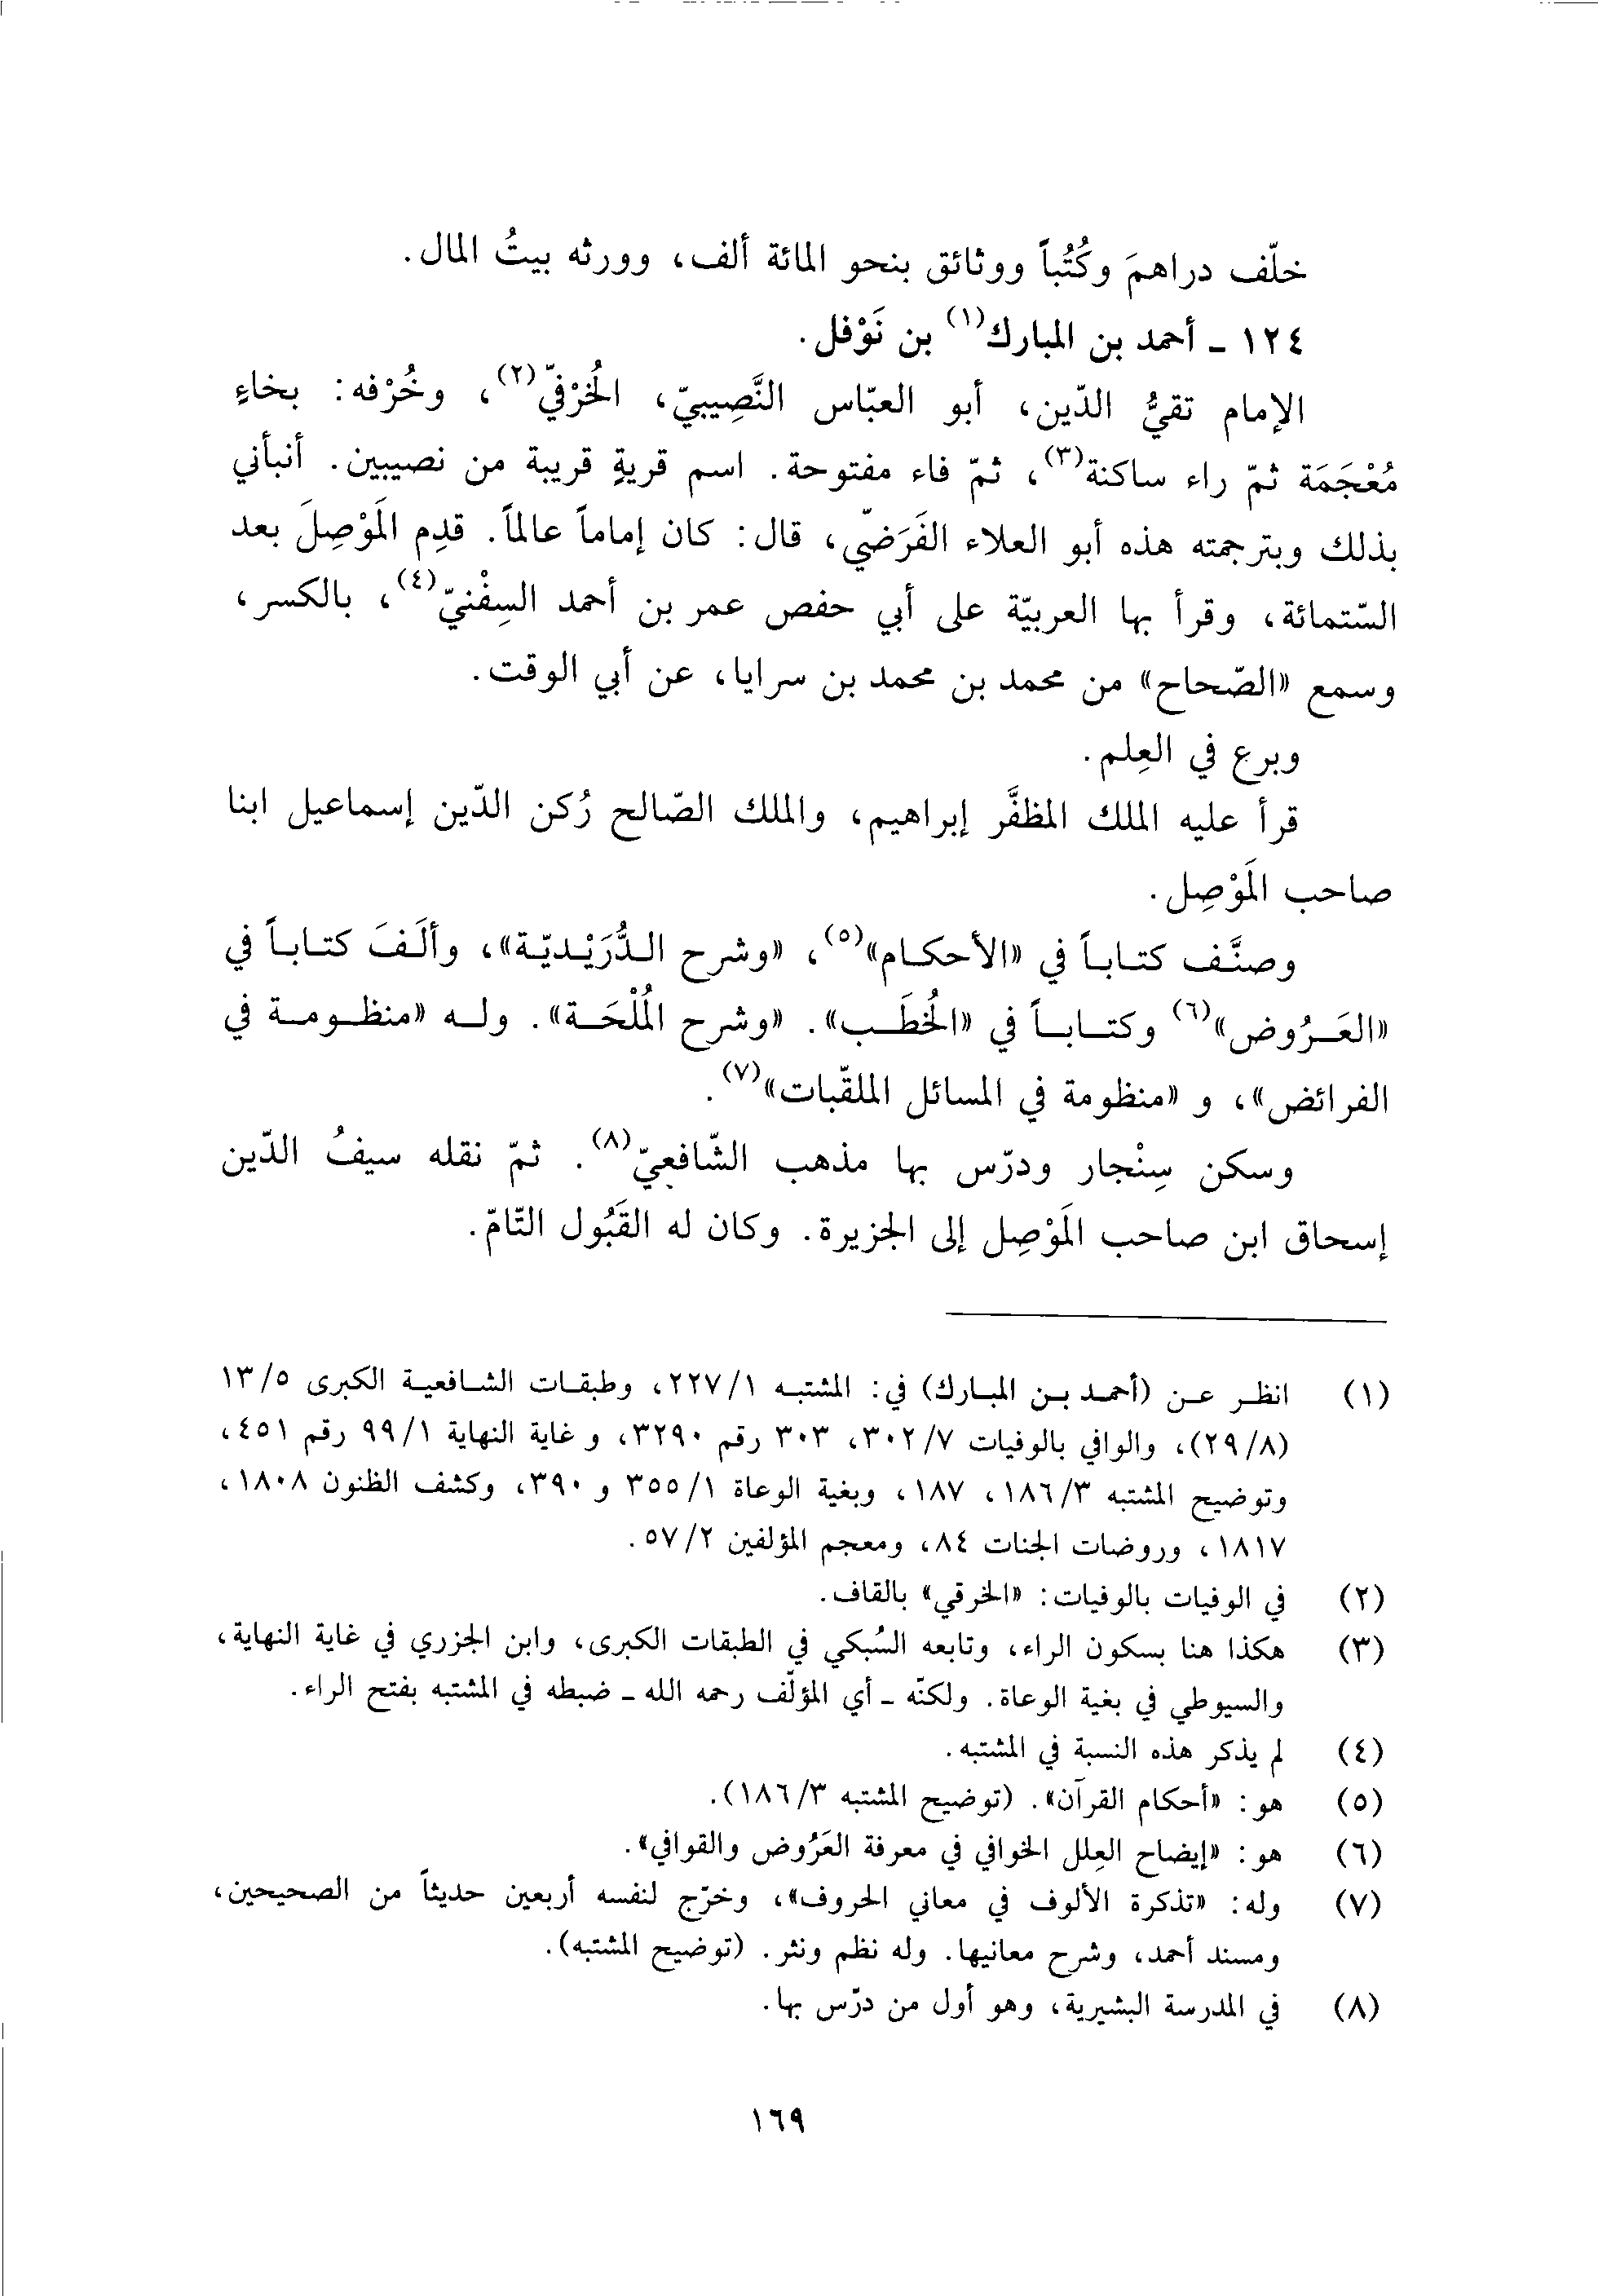 خلّف دراهمَ وكُتُباً ووثائق بنحو المائة ألف، وورثه بيتُ المال.
١٢٤ ـ أحمد بن المبارك(١) بن نَوْفل.
الإمام تقيُّ الدّين، أبو العبّاس النَّصِيبيّ، الخُرْفيّ(٢)، وخُرْفه: بخاءٍ
مُعْجَمَة ثمّ راء ساكنة(٣)، ثمّ فاء مفتوحة. اسم قريةٍ قريبة من نصيبين. أنبأني
بذلك وبترجمته هذه أبو العلاء الفَرَضّي، قال: كان إماماً عالماً. قدِم المَوْصِلَ بعد
السّتمائة، وقرأ بها العربيّة على أبي حفص عمر بن أحمد السِفْنيّ(٤)، بالكسر،
وسمع «الصّحاح» من محمد بن محمد بن سرايا، عن أبي الوقت.
وبرع في العِلم.
قرأ عليه الملك المظفَّر إبراهيم، والملك الصّالح رُكن الدّين إسماعيل ابنا
صاحب المَوْصِل.
وصنَّف كتاباً في «الأحكام»(٥)، «وشرح الدُّرَيْديّة»، وألَفَ كتاباً في
«العَرُوض»(٦) وكتاباً في «الخُطَب». «وشرح المُلْحَة». وله «منظومة في
الفرائض»، و «منظومة في المسائل الملقّبات»(٧).
وسكن سِنْجار ودرّس بها مذهب الشّافعيّ(٨). ثمّ نقله سيفُ الدّين
إسحاق ابن صاحب المَوْصِل إلى الجزيرة. وكان له القَبُول التّامّ.
(١) انظر عن (أحمد بن المبارك) في: المشتبه ١/٢٢٧، وطبقات الشافعية الكبرى ٥/١٣
(٨/٢٩)، والوافي بالوفيات ٧/٣٠٢، ٣٠٣ رقم ٣٢٩٠، و غاية النهاية ١/٩٩ رقم ٤٥١،
وتوضيح المشتبه ٣/١٨٦، ١٨٧، وبغية الوعاة ١/٣٥٥ و ٣٩٠، وكشف الظنون ١٨٠٨،
١٨١٧، وروضات الجنات ٨٤، ومعجم المؤلفين ٢/٥٧.
(٢) في الوفيات بالوفيات: «الخرقي» بالقاف.
(٣) هكذا هنا بسكون الراء، وتابعه السُبكي في الطبقات الكبرى، وابن الجزري في غاية النهاية،
والسيوطي في بغية الوعاة. ولكنّه ـ أي المؤلّف رحمه الله ـ ضبطه في المشتبه بفتح الراء.
(٤) لم يذكر هذه النسبة في المشتبه.
(٥) هو: «أحكام القرآن». (توضيح المشتبه ٣/١٨٦).
(٦) هو: «إيضاح العِلل الخوافي في معرفة العَرُوض والقوافي».
(٧) وله: «تذكرة الألوف في معاني الحروف»، وخرّج لنفسه أربعين حديثاً من الصحيحين،
ومسند أحمد، وشرح معانيها. وله نظم ونثر. (توضيح المشتبه).
(٨) في المدرسة البشيرية، وهو أول من درّس بها.
١٦٩